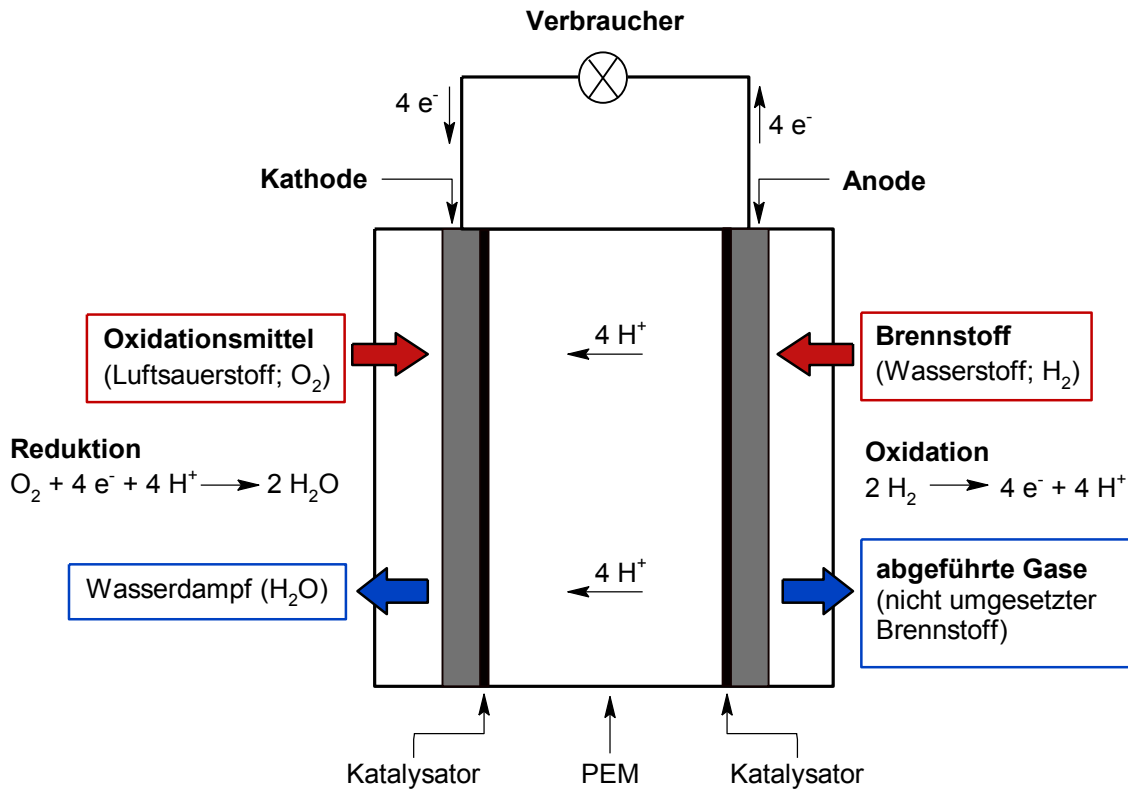 Verbraucher
4 e⁻
4 e⁻
Kathode
Anode
Oxidationsmittel
(Luftsauerstoff; O₂)
4 H⁺
Brennstoff
(Wasserstoff; H₂)
Reduktion
O₂ + 4 e⁻ + 4 H⁺ → 2 H₂O
Oxidation
2 H₂ → 4 e⁻ + 4 H⁺
Wasserdampf (H₂O)
4 H⁺
abgeführte Gase
(nicht umgesetzter
Brennstoff)
Katalysator
PEM
Katalysator